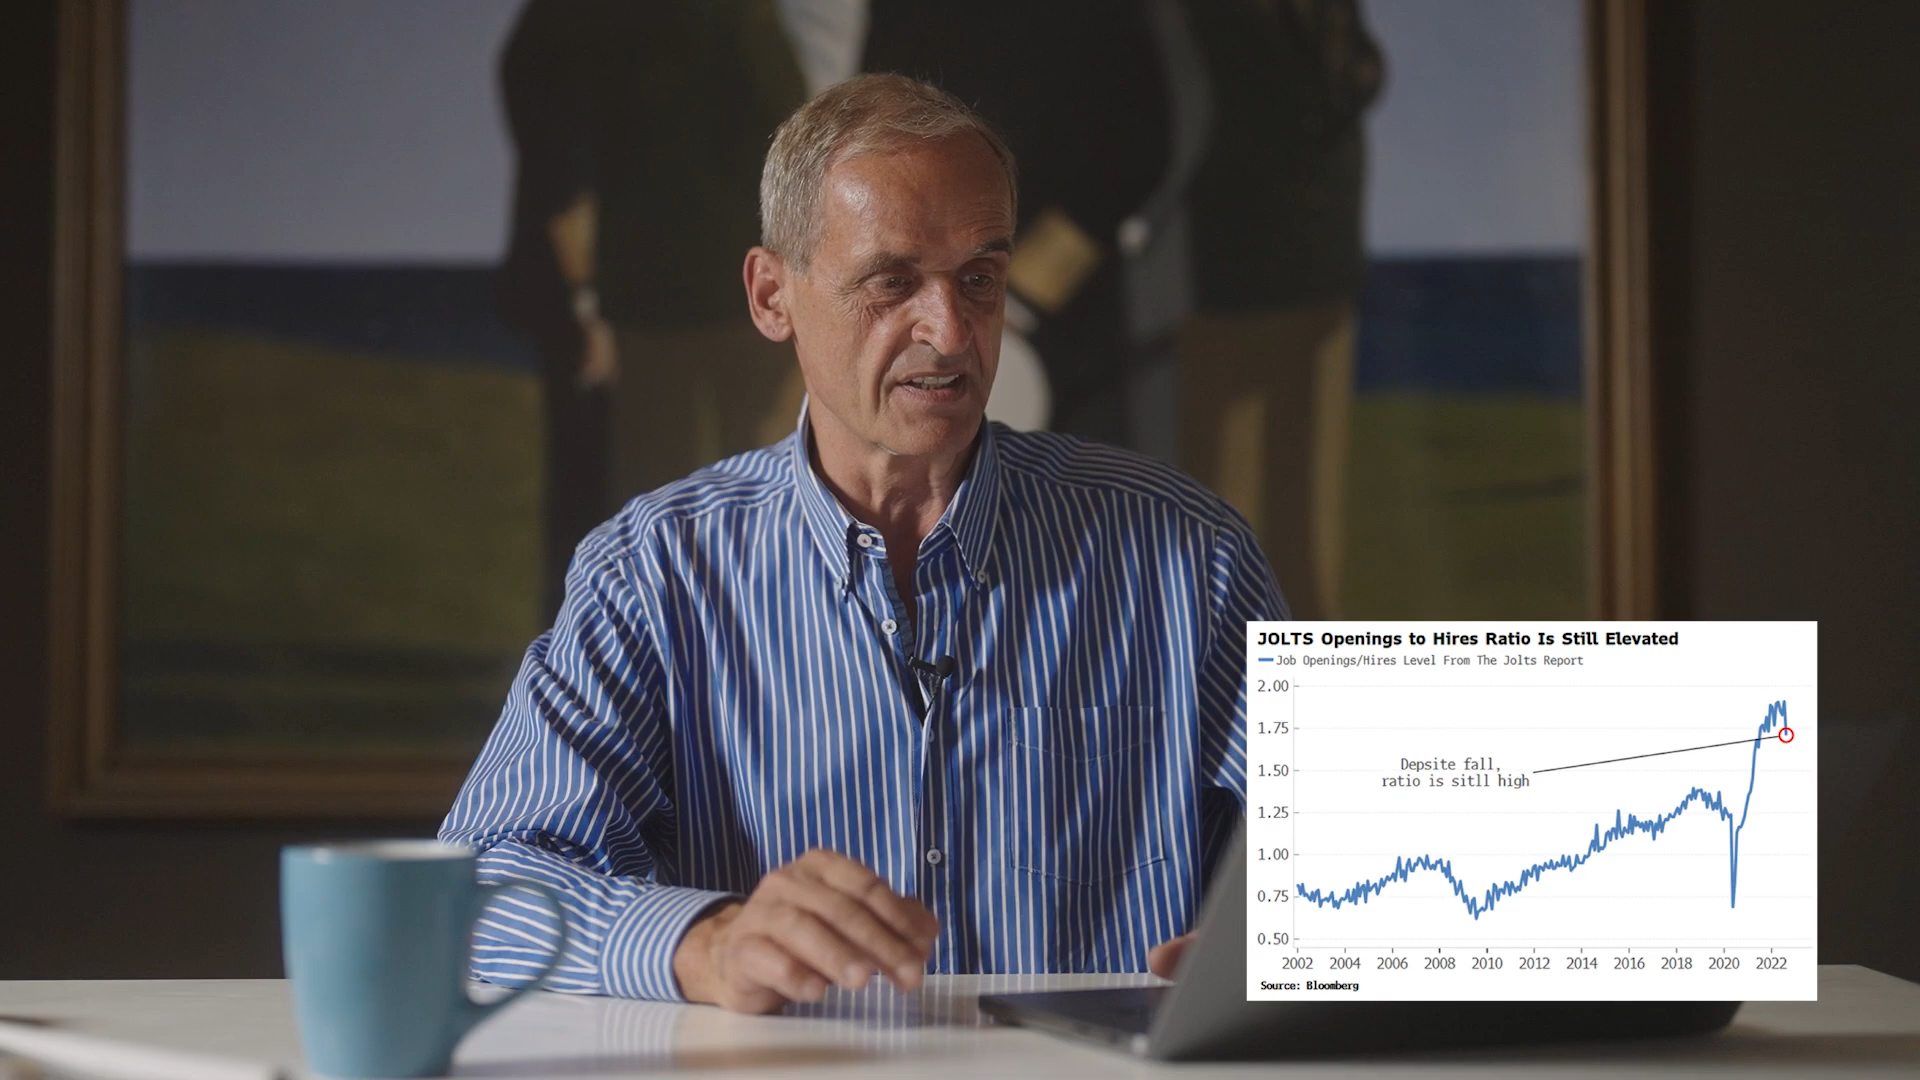 JOLTS Openings to Hires Ratio Is Still Elevated
Job Openings/Hires Level From The Jolts Report
2.00
1.75
1.50
1.25
1.00
0.75
0.50
Depsite fall,
ratio is sitll high
2002 2004 2006 2008 2010 2012 2014 2016 2018 2020 2022
Source: Bloomberg